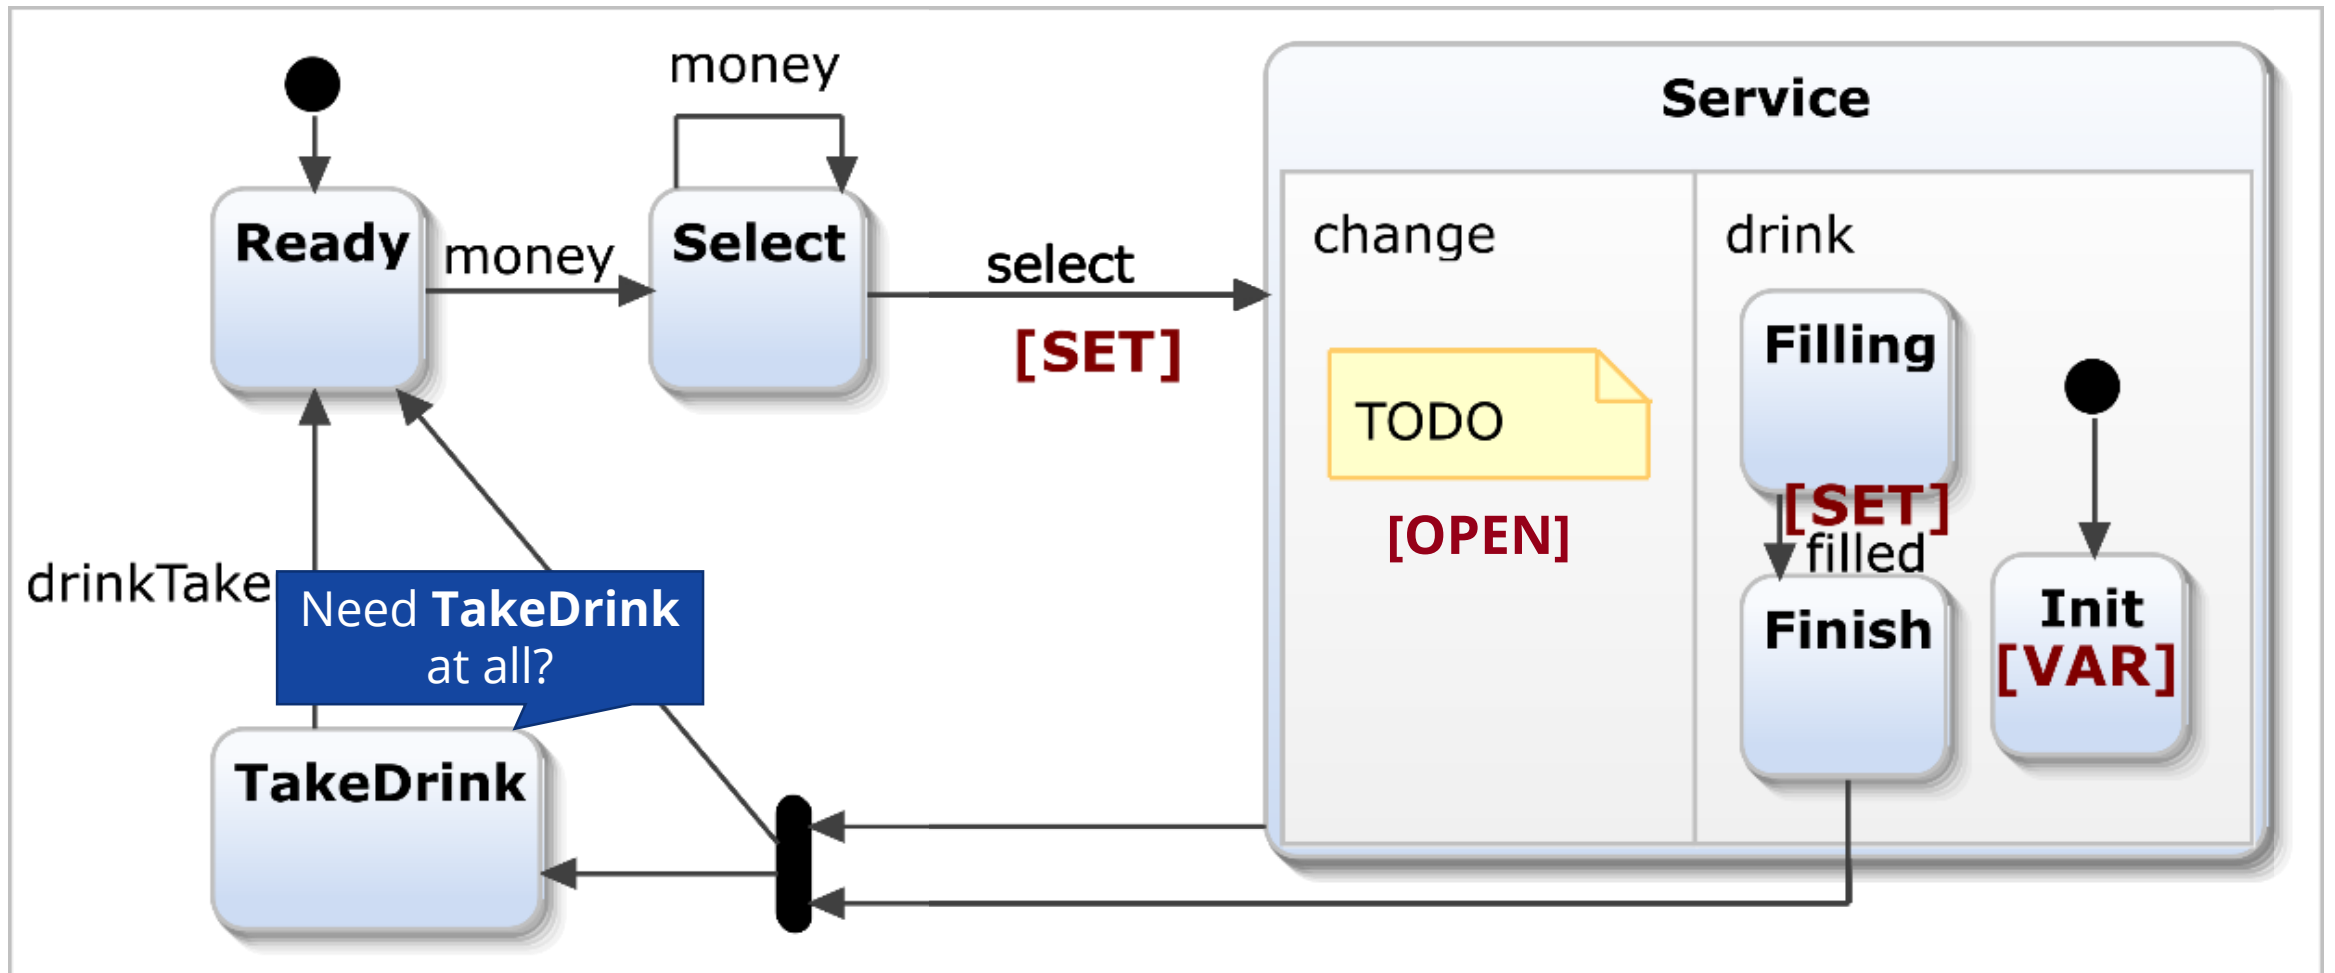 money
Service
Ready
money
Select
select
[SET]
change
drink
Filling
TODO
[OPEN]
[SET]
filled
Finish
Init
[VAR]
drinkTake
Need TakeDrink
at all?
TakeDrink